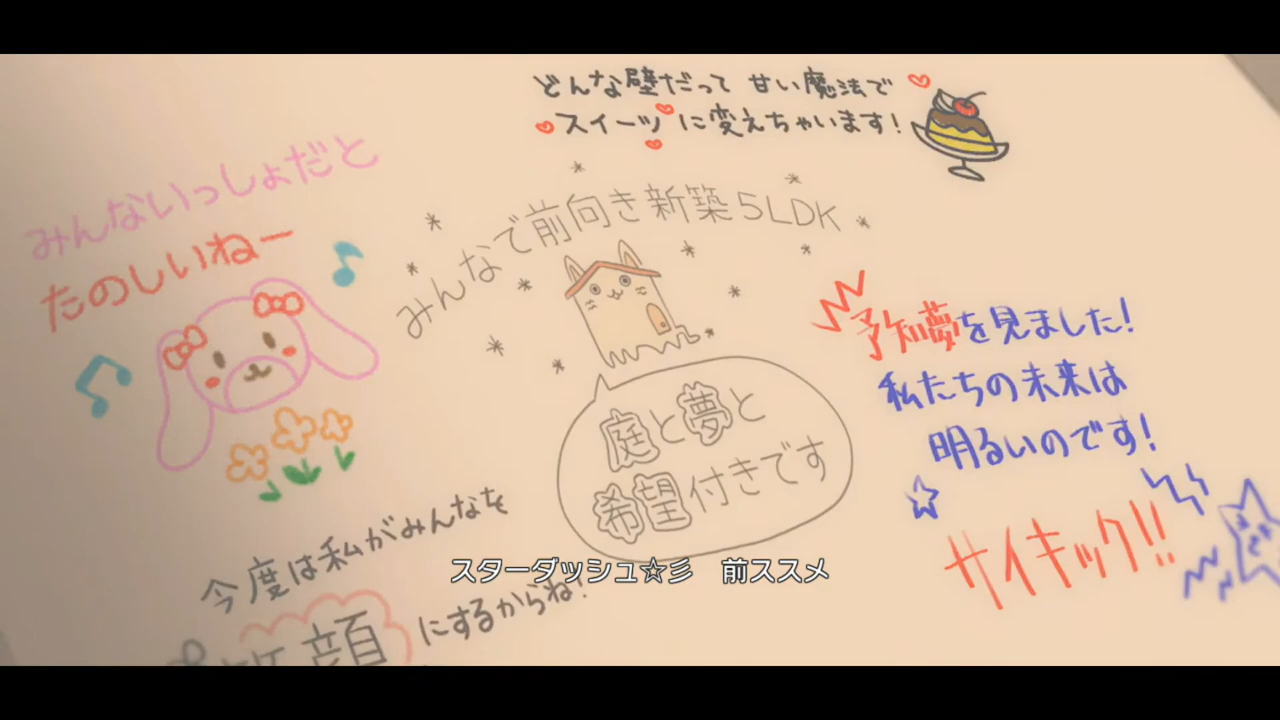 どんな壁だって 甘い魔法で
スイーツに変えちゃいます!
みんないっしょだと
たのしいねー
みんなで前向き新築5LDK
庭と夢と
希望付きです
予知夢を見ました!
私たちの未来は
明るいのです!
サイキック!!
今度は私がみんなを
笑顔にするからね!
スターダッシュ☆彡 前ススメ